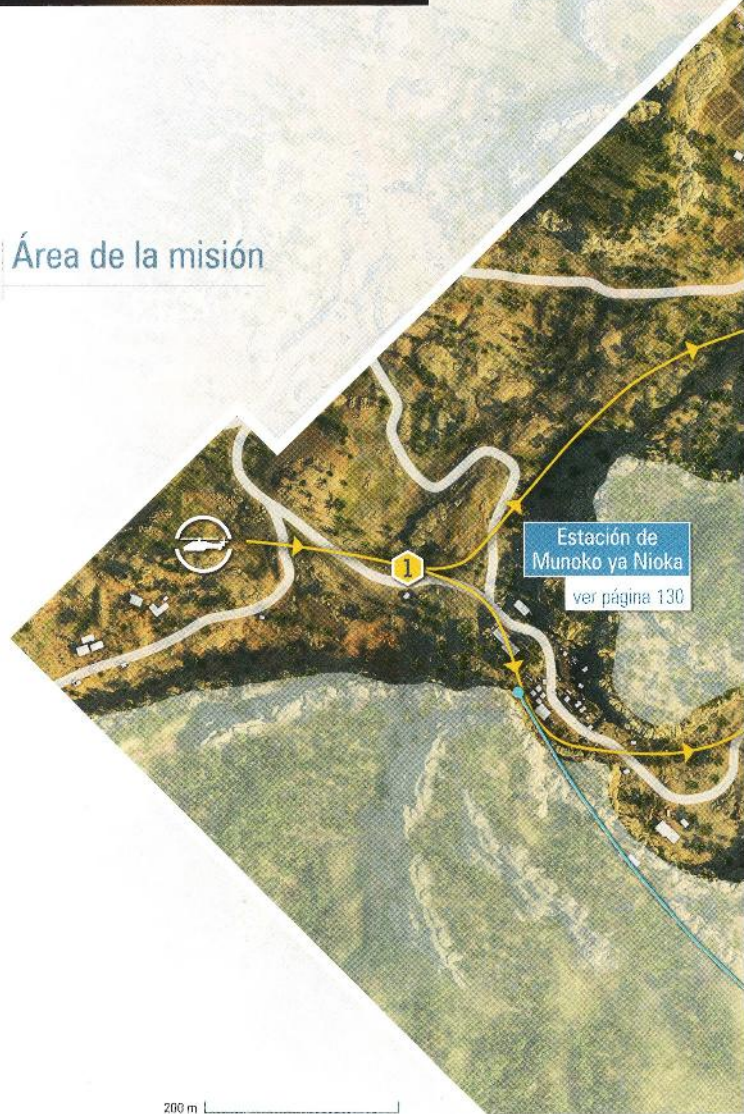 Área de la misión
1
Estación de
Munoko ya Nioka
ver página 130
200 m